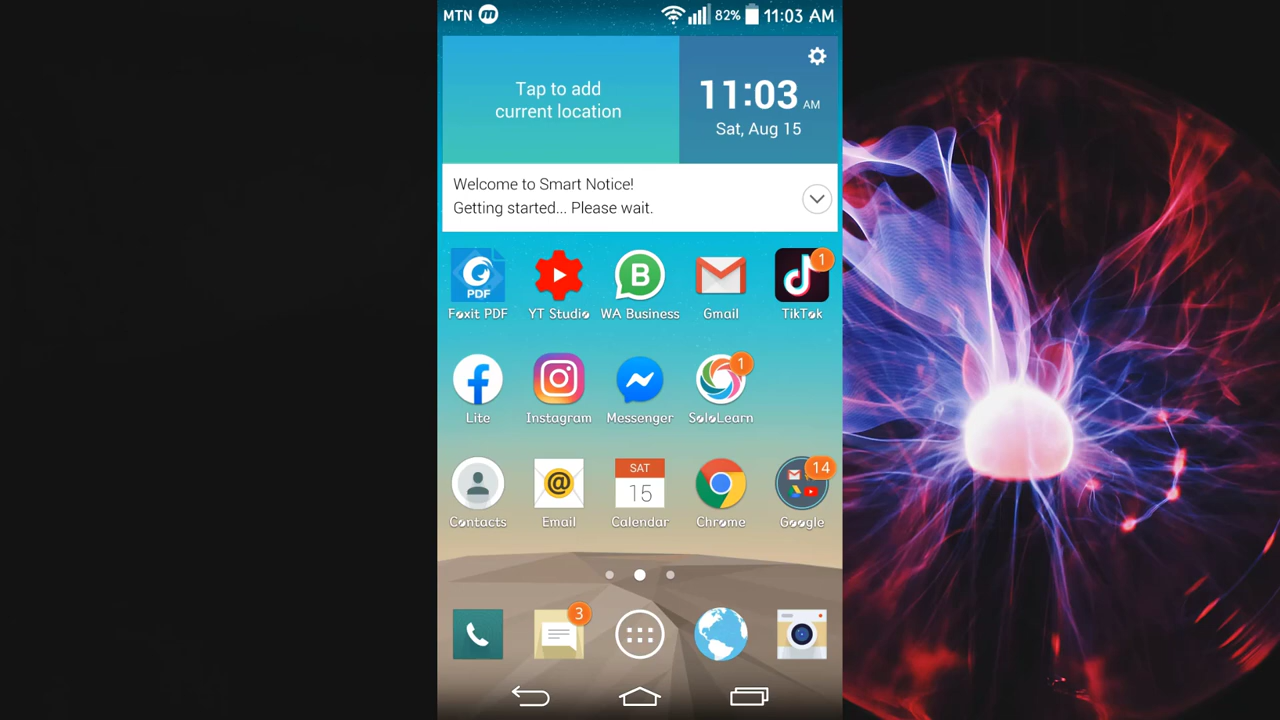 MTN 82% 11:03 AM
Tap to add
current location
11:03 AM
Sat, Aug 15
Welcome to Smart Notice!
Getting started... Please wait.
PDF
B
1
Foxit PDF YT Studio WA Business Gmail TikTok
1
Lite Instagram Messenger SoloLearn
SAT
15
@
14
Contacts Email Calendar Chrome Google
3